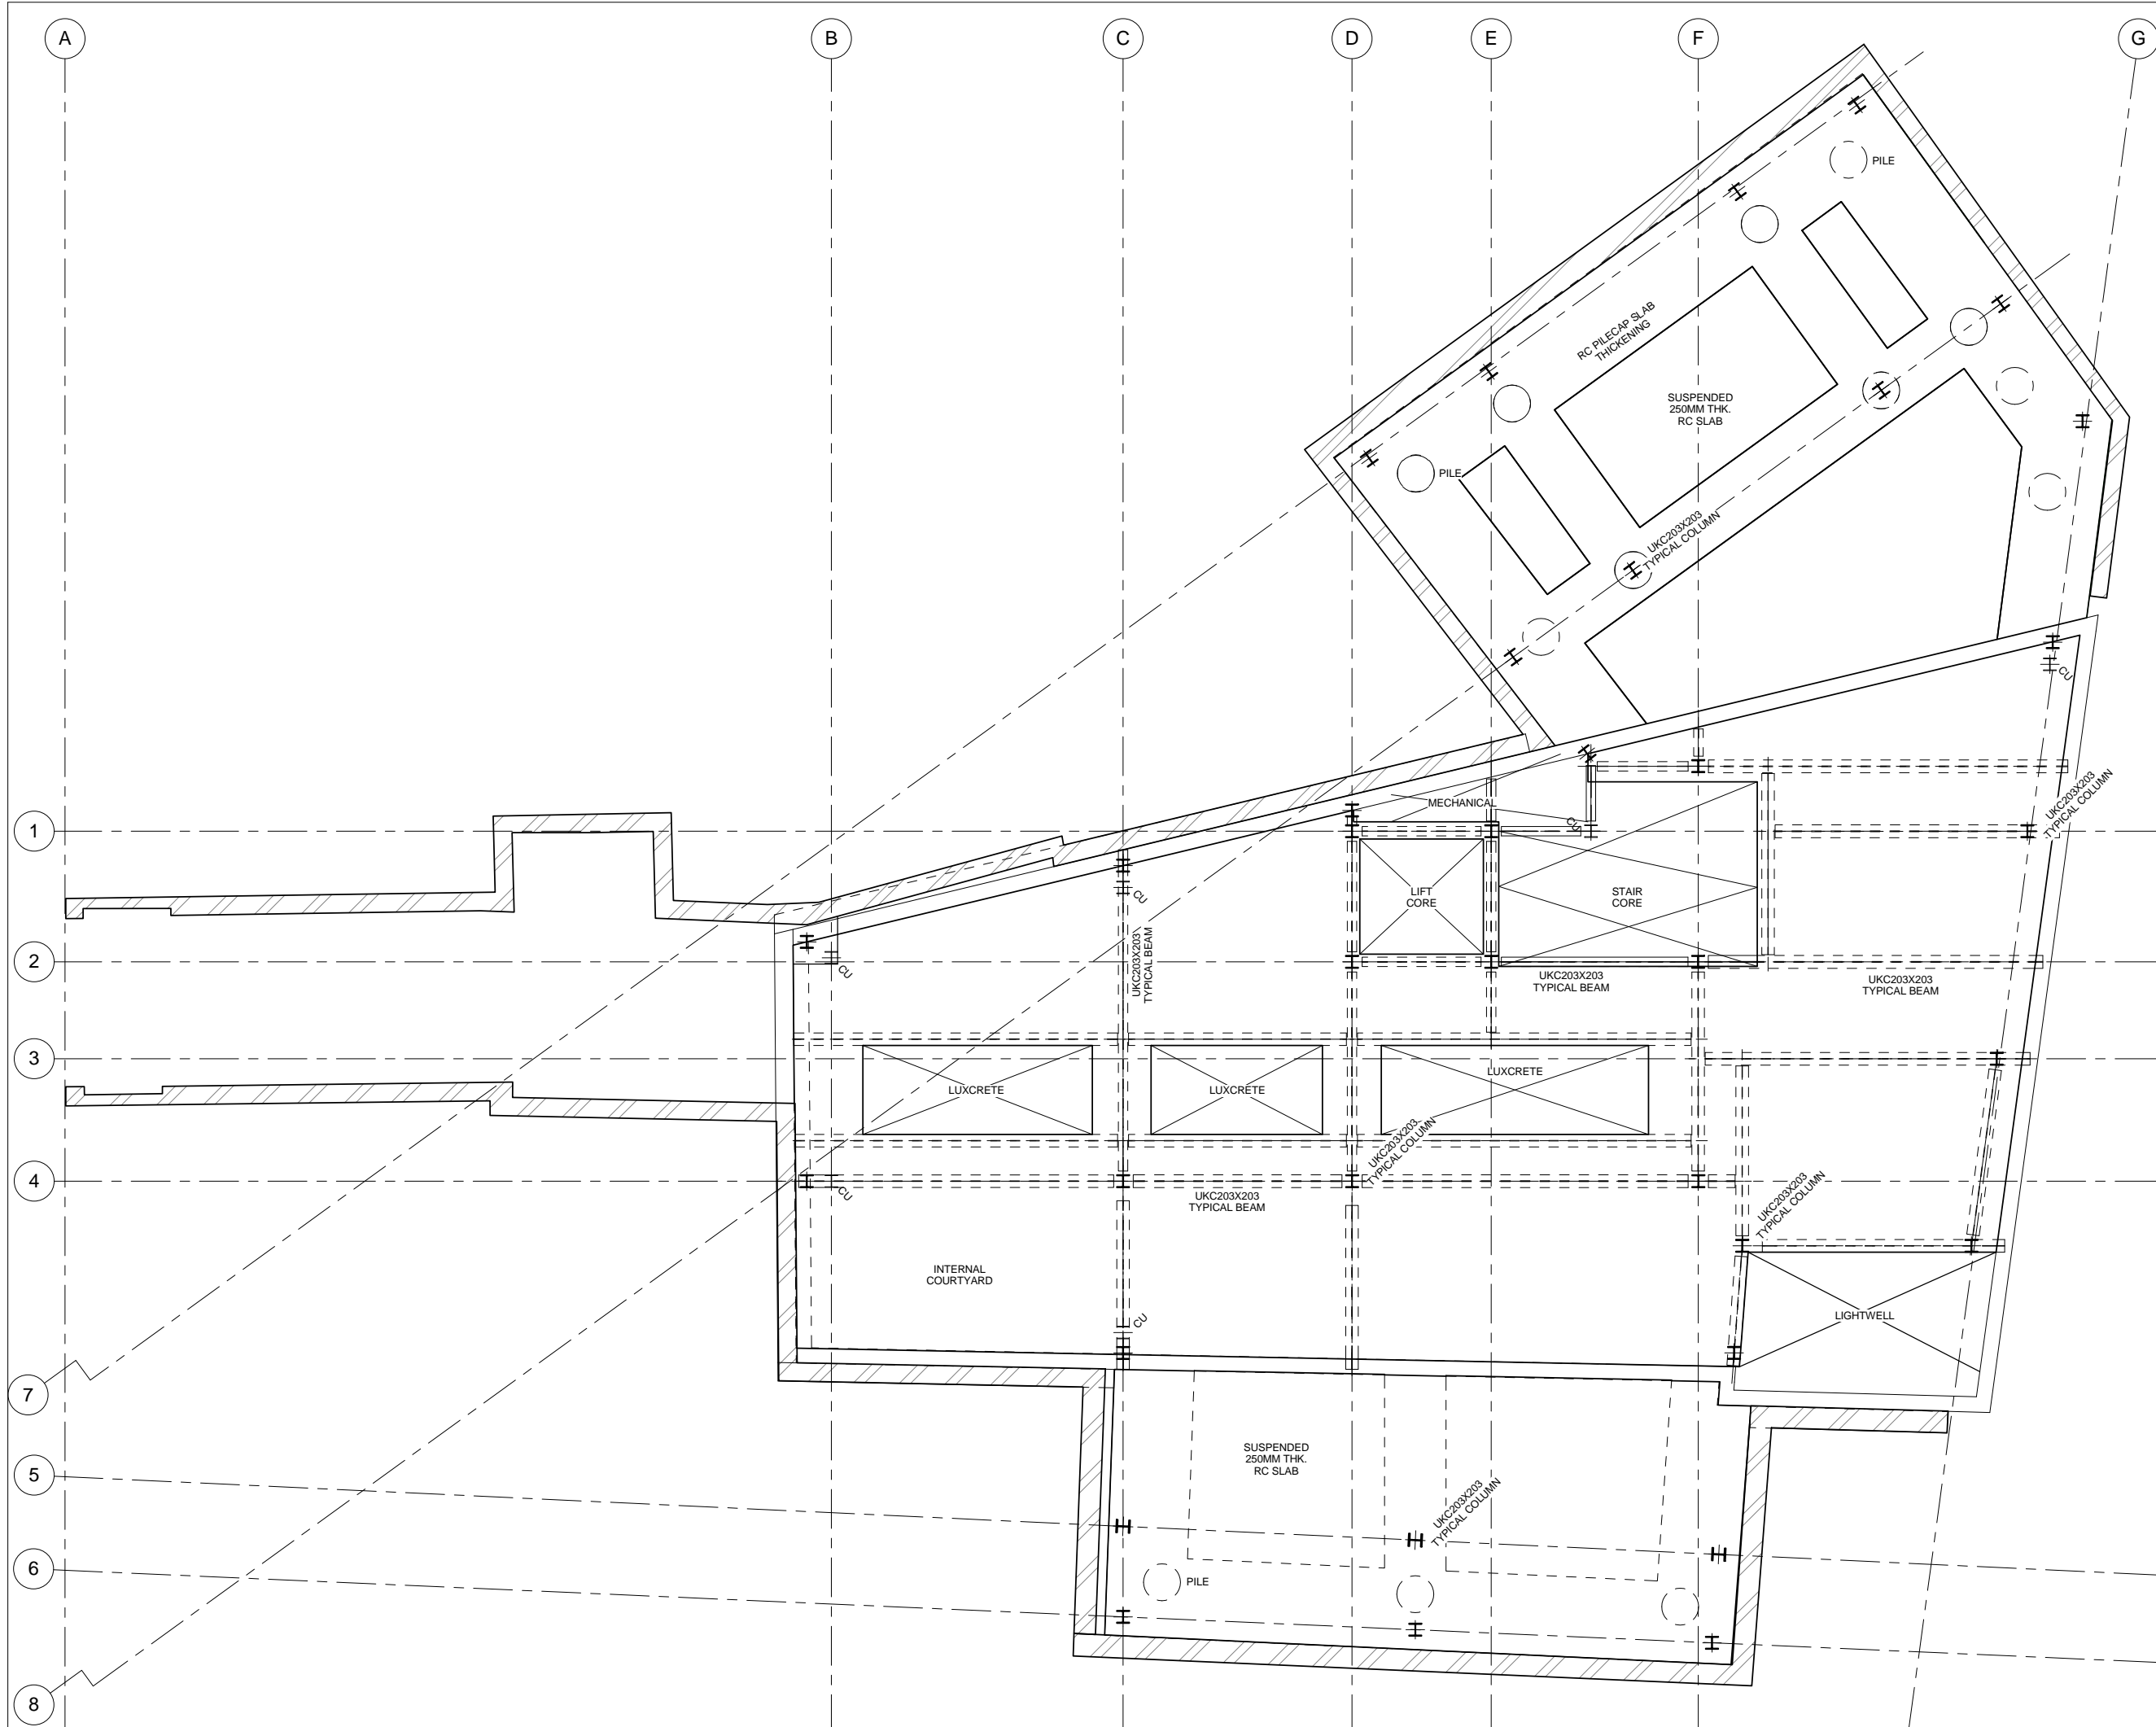 A
B
C
D
E
F
G
PILE
RC PILECAP SLAB
THICKENING
SUSPENDED
250MM THK.
RC SLAB
PILE
UKC203X203
TYPICAL COLUMN
CU
1
MECHANICAL
CU
UKC203X203
TYPICAL COLUMN
CU
LIFT
CORE
STAIR
CORE
2
CU
UKC203X203
TYPICAL BEAM
UKC203X203
TYPICAL BEAM
UKC203X203
TYPICAL BEAM
3
LUXCRETE
LUXCRETE
LUXCRETE
UKC203X203
TYPICAL COLUMN
4
CU
UKC203X203
TYPICAL BEAM
UKC203X203
TYPICAL COLUMN
INTERNAL
COURTYARD
CU
LIGHTWELL
7
5
SUSPENDED
250MM THK.
RC SLAB
UKC203X203
TYPICAL COLUMN
6
PILE
8